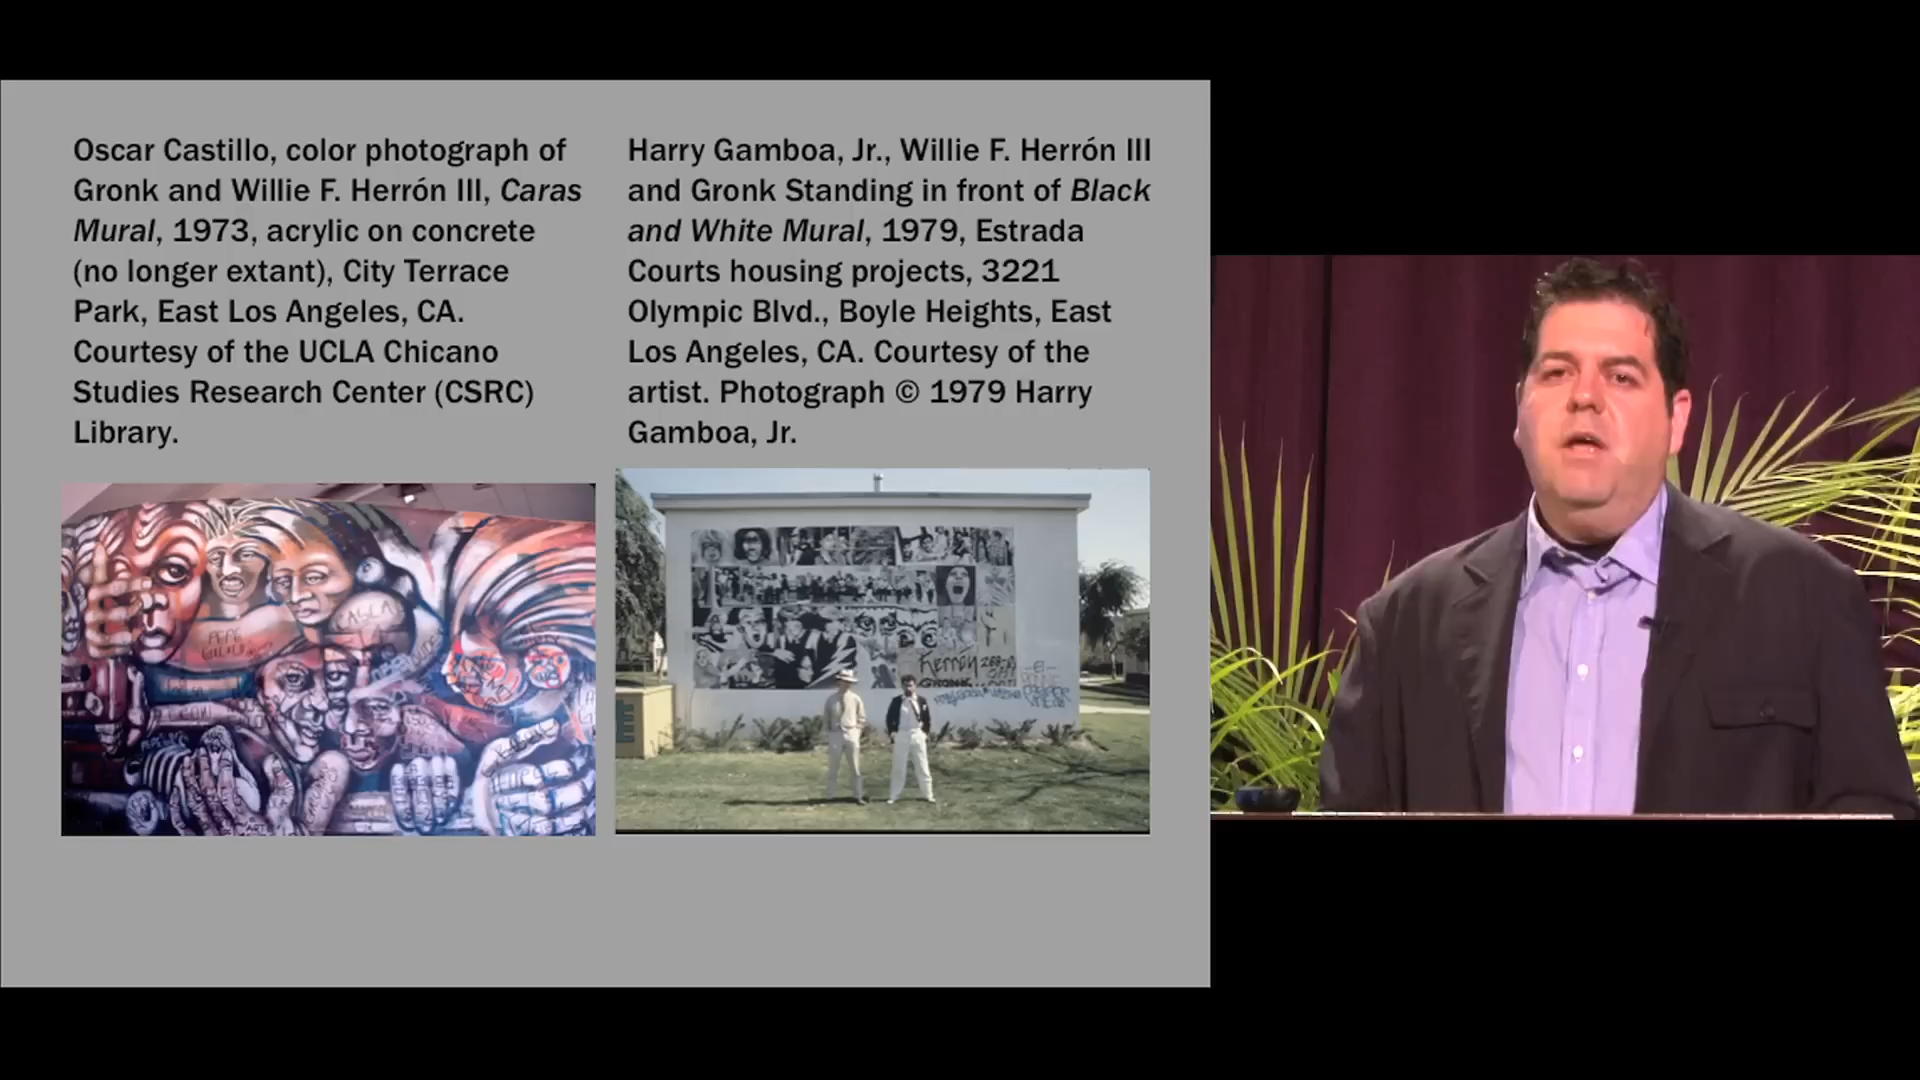 Oscar Castillo, color photograph of
Gronk and Willie F. Herrón III, Caras
Mural, 1973, acrylic on concrete
(no longer extant), City Terrace
Park, East Los Angeles, CA.
Courtesy of the UCLA Chicano
Studies Research Center (CSRC)
Library.
Harry Gamboa, Jr., Willie F. Herrón III
and Gronk Standing in front of Black
and White Mural, 1979, Estrada
Courts housing projects, 3221
Olympic Blvd., Boyle Heights, East
Los Angeles, CA. Courtesy of the
artist. Photograph © 1979 Harry
Gamboa, Jr.
PEPE